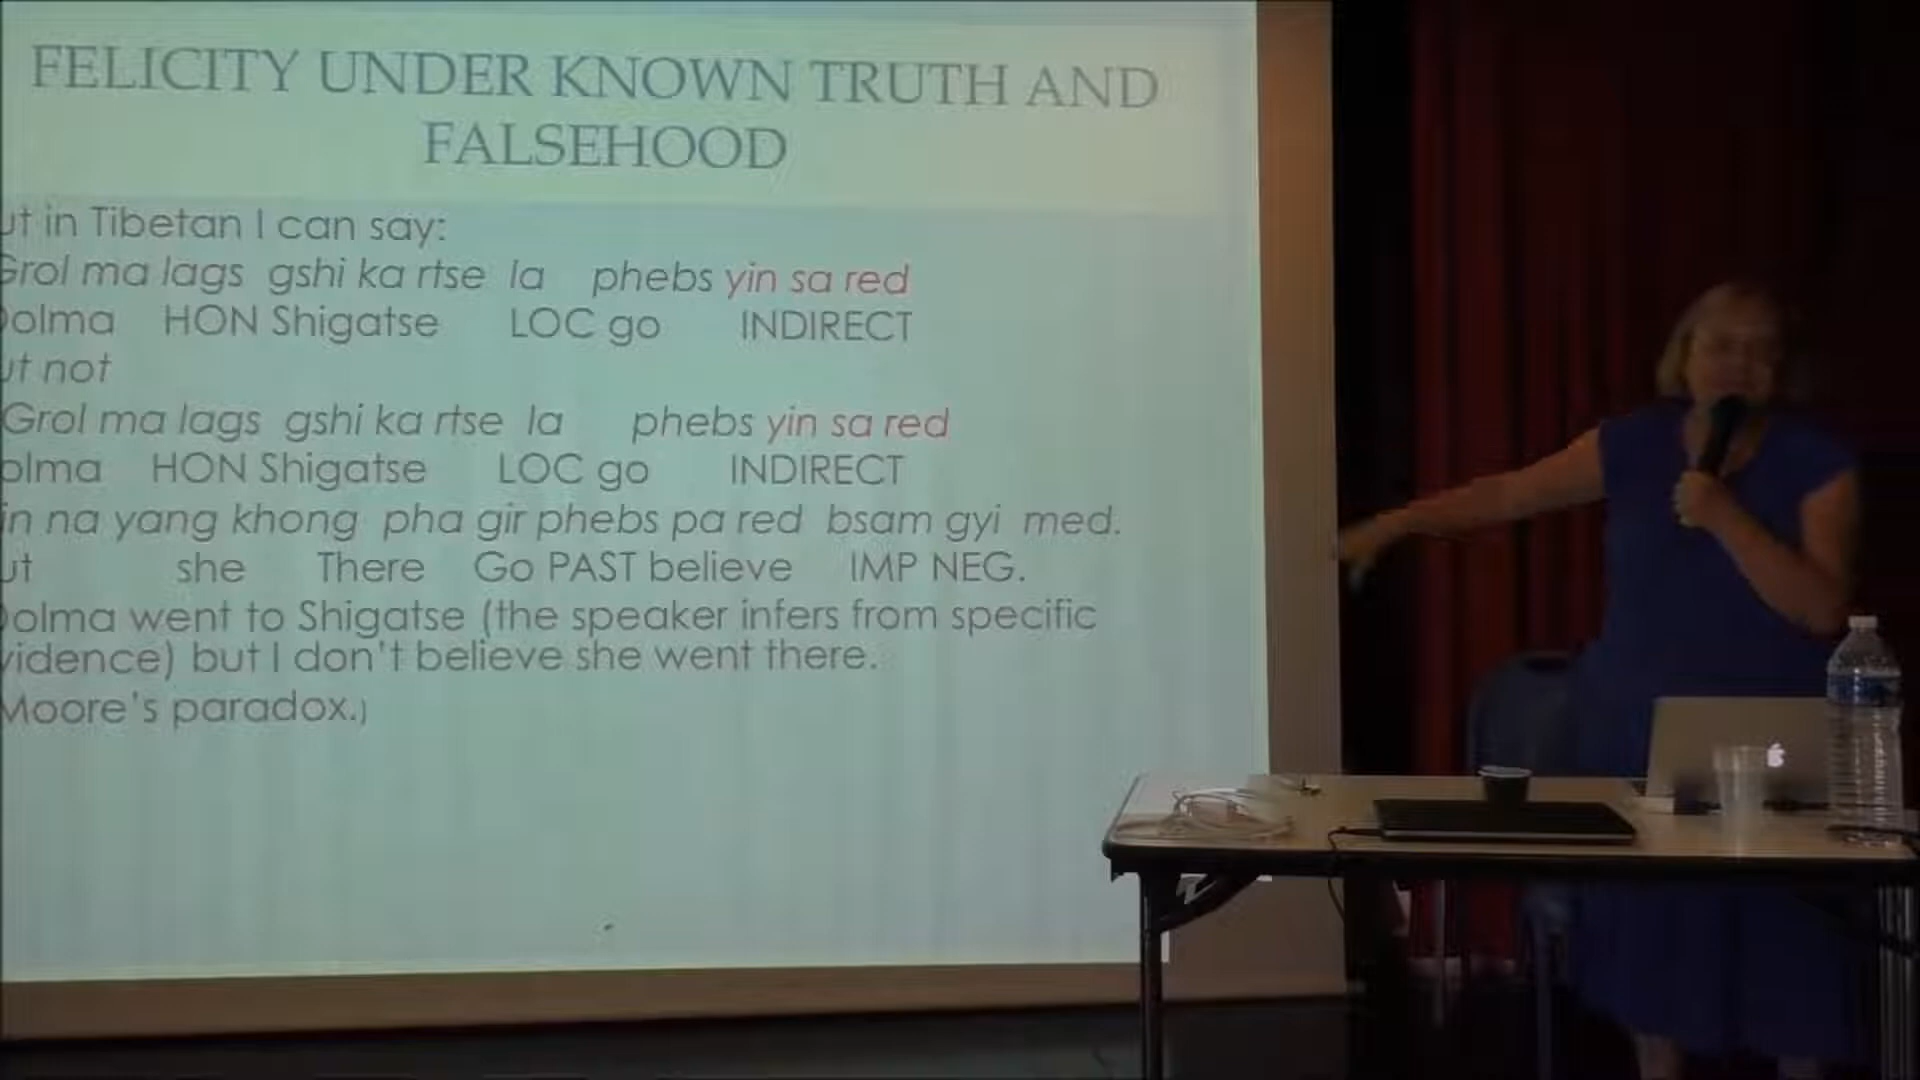 FELICITY UNDER KNOWN TRUTH AND
FALSEHOOD
ut in Tibetan I can say:
Grol ma lags gshi ka rtse la phebs yin sa red
Dolma HON Shigatse LOC go INDIRECT
ut not
Grol ma lags gshi ka rtse la phebs yin sa red
olma HON Shigatse LOC go INDIRECT
in na yang khong pha gir phebs pa red bsam gyi med.
ut she There Go PAST believe IMP NEG.
Dolma went to Shigatse (the speaker infers from specific
vidence) but I don't believe she went there.
Moore's paradox.)